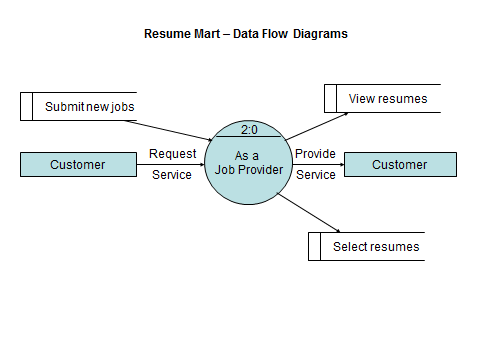 Resume Mart – Data Flow Diagrams
View resumes
Submit new jobs
2:0
Request
As a
Provide
Customer
Job Provider
Customer
Service
Service
Select resumes